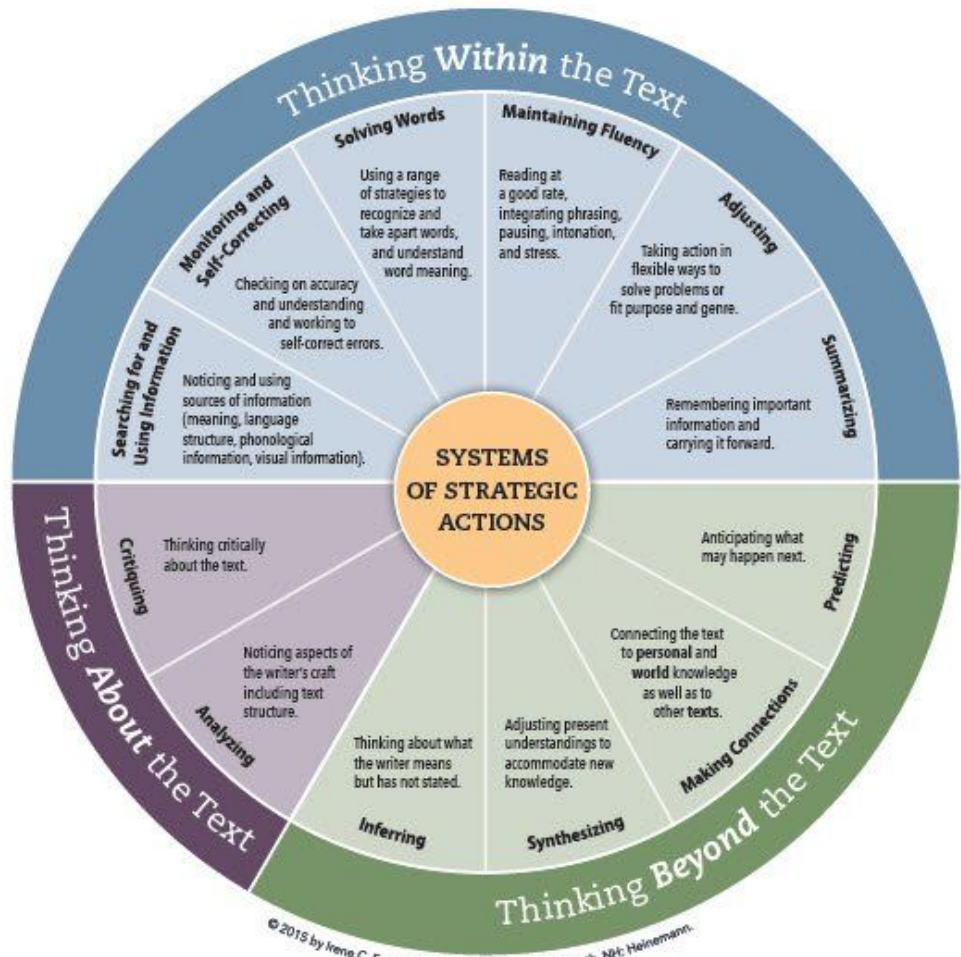 Thinking Within the Text
Solving Words
Using a range
of strategies to
recognize and
take apart words,
and understand
word meaning.
Maintaining Fluency
Reading at
a good rate,
integrating phrasing,
pausing, intonation,
and stress.
Adjusting
Taking action in
flexible ways to
solve problems or
fit purpose and genre.
Summarizing
Remembering important
information and
carrying it forward.
Monitoring and
Self-Correcting
Checking on accuracy
and understanding
and working to
self-correct errors.
Searching for and
Using Information
Noticing and using
sources of information
(meaning, language
structure, phonological
information, visual information).
SYSTEMS
OF STRATEGIC
ACTIONS
Thinking Beyond the Text
Predicting
Anticipating what
may happen next.
Making Connections
Connecting the text
to personal and
world knowledge
as well as to
other texts.
Synthesizing
Adjusting present
understandings to
accommodate new
knowledge.
Inferring
Thinking about what
the writer means
but has not stated.
Thinking About the Text
Analyzing
Noticing aspects of
the writer's craft
including text
structure.
Critiquing
Thinking critically
about the text.
© 2015 by Irene C. NH: Heinemann.